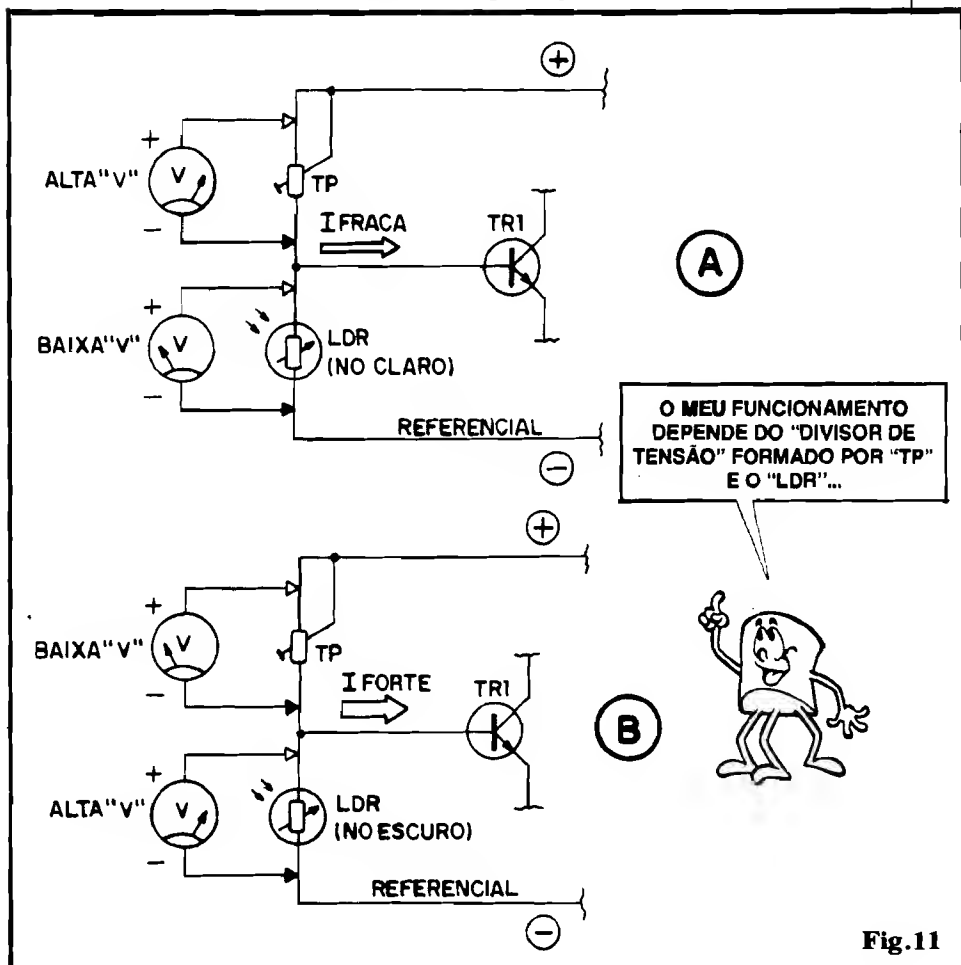 +
ALTA "V"
V
−
TP
I FRACA
TR1
A
+
BAIXA "V"
V
−
LDR
(NO CLARO)
REFERENCIAL
−
O MEU FUNCIONAMENTO
DEPENDE DO "DIVISOR DE
TENSÃO" FORMADO POR "TP"
E O "LDR"...
+
+
BAIXA "V"
V
−
TP
I FORTE
TR1
B
+
ALTA "V"
V
−
LDR
(NO ESCURO)
REFERENCIAL
−
Fig.11